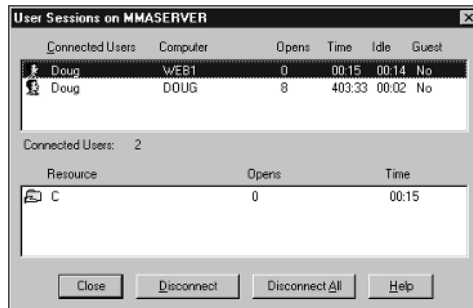 User Sessions on MMASERVER
Connected Users Computer Opens Time Idle Guest
Doug WEB1 0 00:15 00:14 No
Doug DOUG 8 403:33 00:02 No
Connected Users: 2
Resource Opens Time
C 0 00:15
Close Disconnect Disconnect All Help